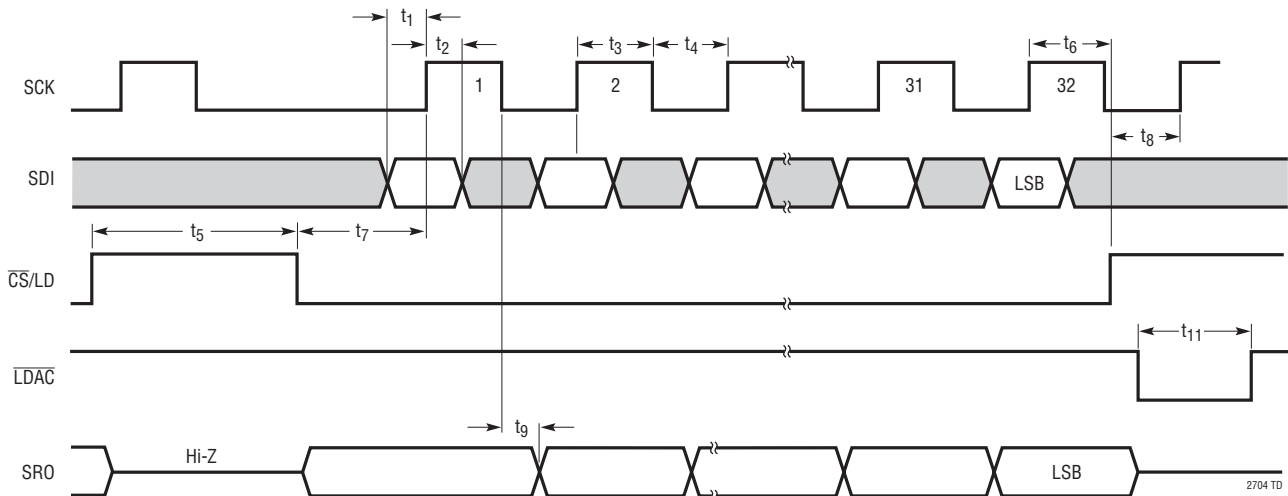 t1
t2
t3
t4
t6
SCK
1
2
31
32
t8
SDI
LSB
t5
t7
CS/LD
t11
LDAC
t9
Hi-Z
SRO
LSB
2704 TD